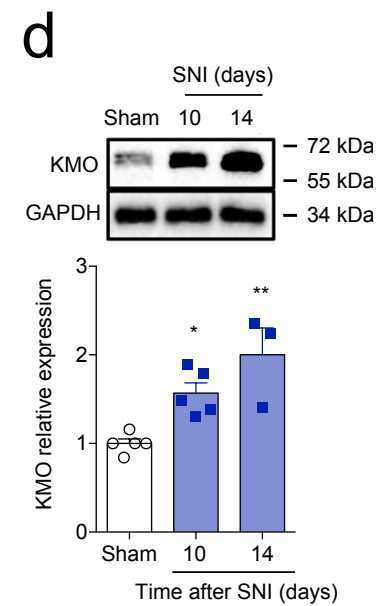 d
SNI (days)
Sham 10 14
KMO
72 kDa
55 kDa
GAPDH
34 kDa
KMO relative expression
3
2
1
0
*
**
Sham 10 14
Time after SNI (days)